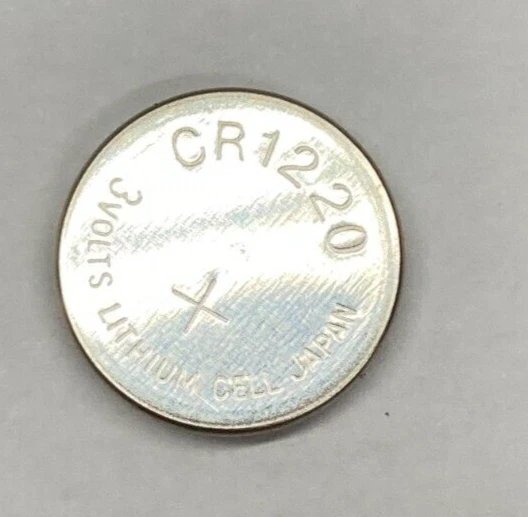 CR1220
3VOLTS LITHIUM CELL JAPAN
+